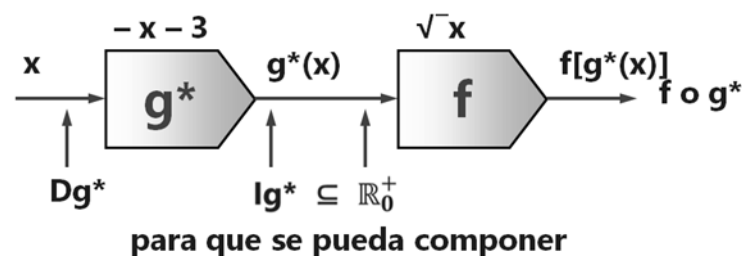 – x – 3
√‾x
x
g*(x)
f[g*(x)]
g*
f
f o g*
Dg*
Ig* ⊆ ℝ₀⁺
para que se pueda componer